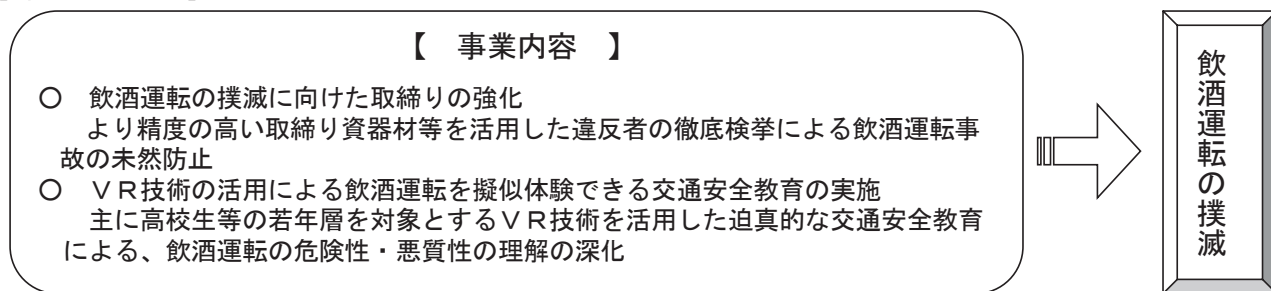 【　事業内容　】
〇　飲酒運転の撲滅に向けた取締りの強化
より精度の高い取締り資器材等を活用した違反者の徹底検挙による飲酒運転事
故の未然防止
〇　ＶＲ技術の活用による飲酒運転を擬似体験できる交通安全教育の実施
主に高校生等の若年層を対象とするＶＲ技術を活用した迫真的な交通安全教育
による、飲酒運転の危険性・悪質性の理解の深化
飲酒運転の撲滅